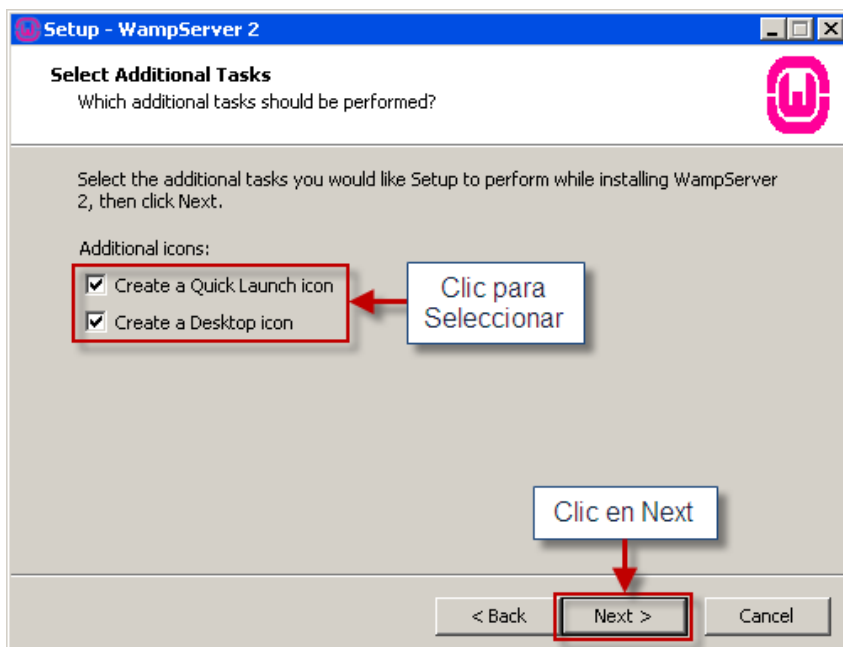 Setup - WampServer 2
Select Additional Tasks
Which additional tasks should be performed?
Select the additional tasks you would like Setup to perform while installing WampServer
2, then click Next.
Additional icons:
Create a Quick Launch icon
Create a Desktop icon
Clic para
Seleccionar
Clic en Next
< Back
Next >
Cancel